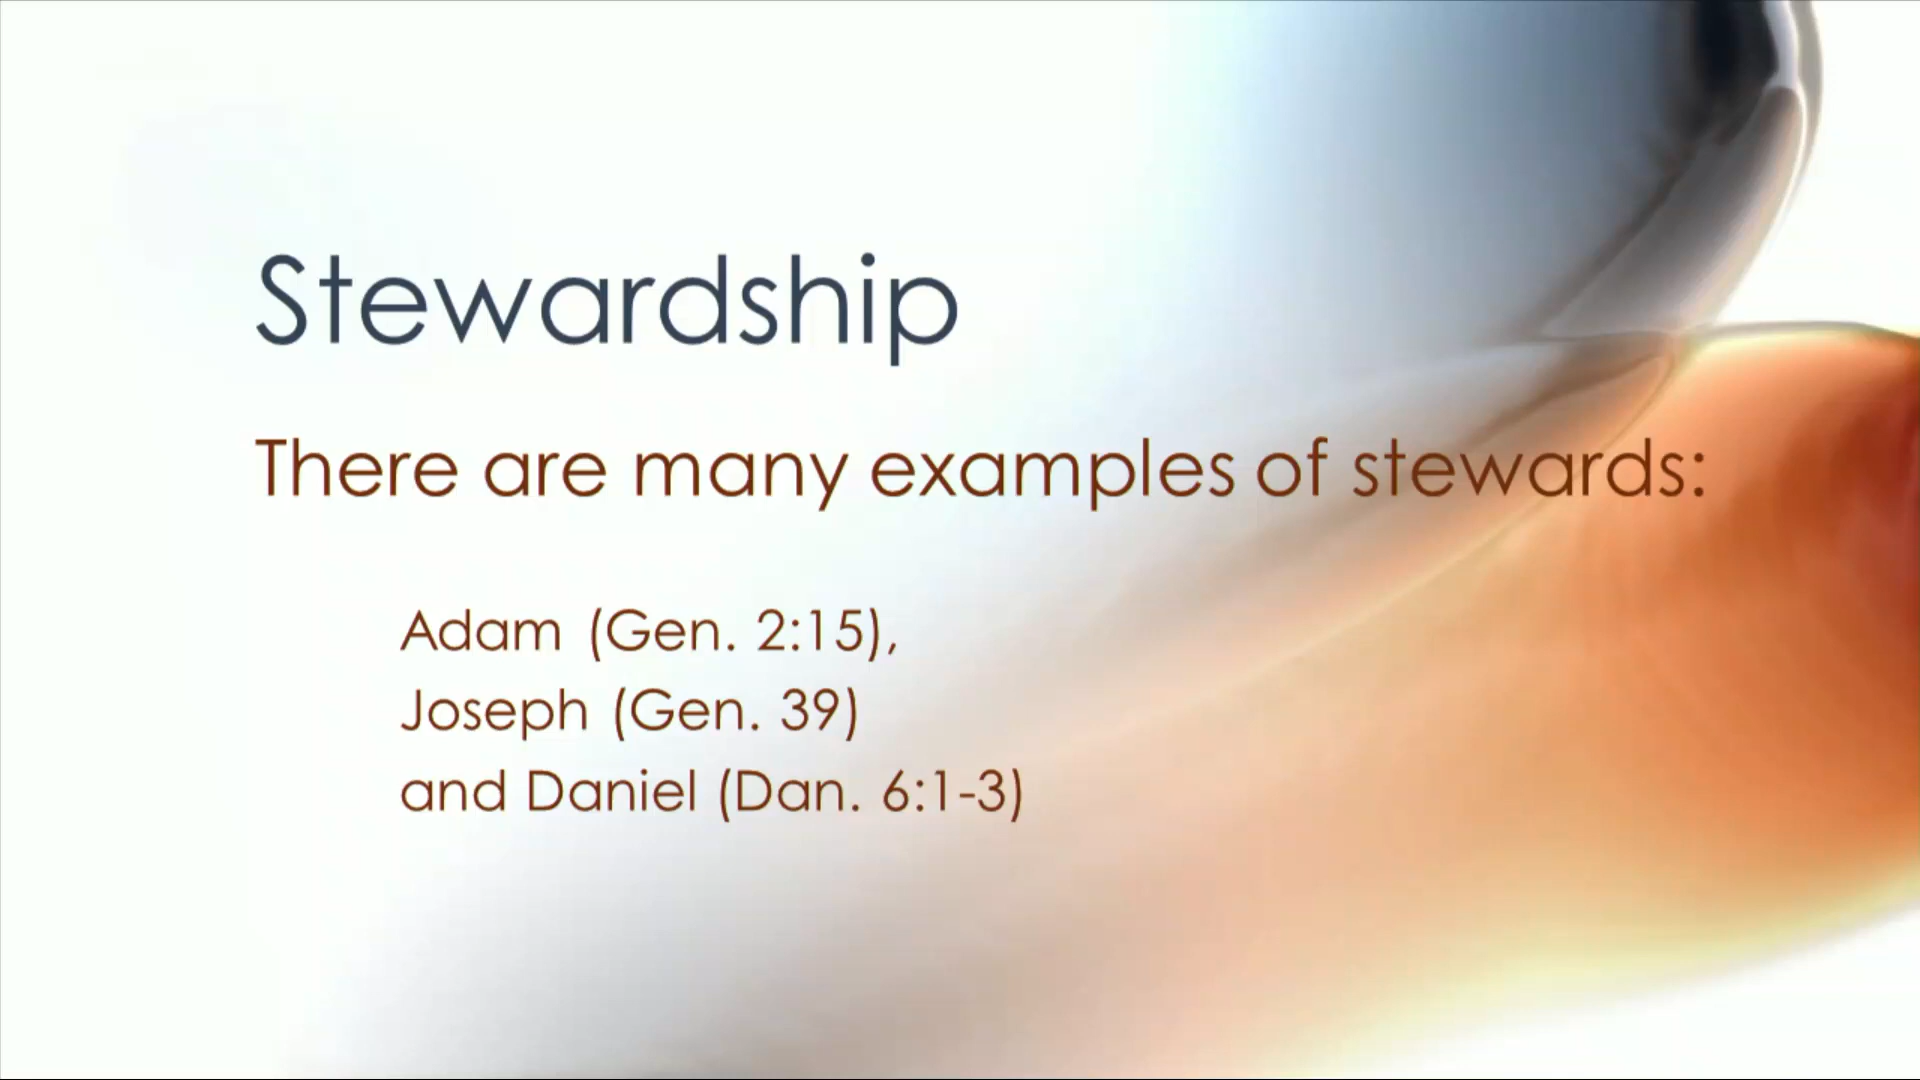 Stewardship
There are many examples of stewards:
Adam (Gen. 2:15),
Joseph (Gen. 39)
and Daniel (Dan. 6:1-3)